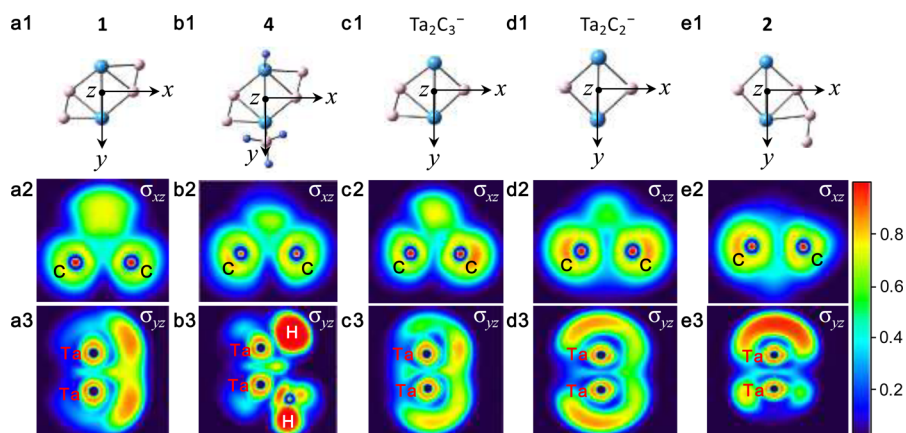 a1 1 b1 4 c1 Ta₂C₃⁻ d1 Ta₂C₂⁻ e1 2
z x z x z x z x z x
y y y y y
a2 σxz b2 σxz c2 σxz d2 σxz e2 σxz
C C C C C C C C C C
a3 σyz b3 σyz c3 σyz d3 σyz e3 σyz
H
Ta Ta Ta Ta Ta
Ta Ta Ta Ta Ta
H
0.8
0.6
0.4
0.2